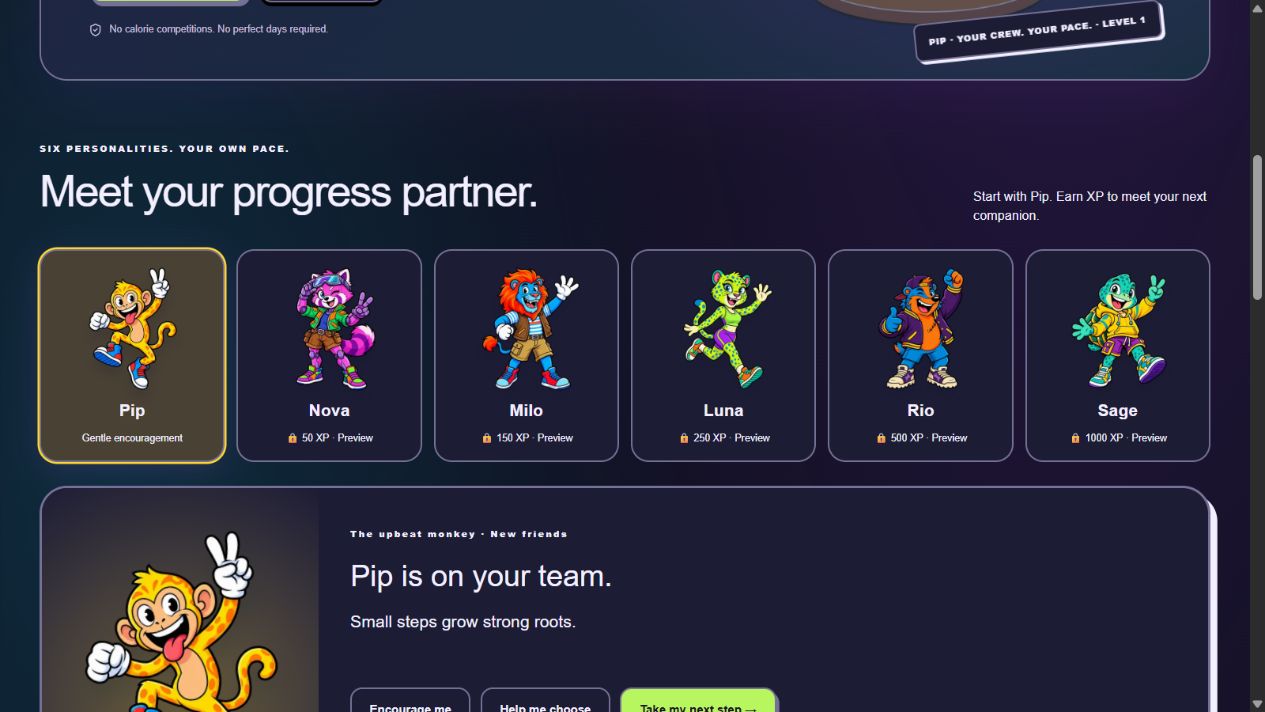 No calorie competitions. No perfect days required.
PIP · YOUR CREW. YOUR PACE. · LEVEL 1
SIX PERSONALITIES. YOUR OWN PACE.
Meet your progress partner.
Start with Pip. Earn XP to meet your next
companion.
Pip
Gentle encouragement
Nova
50 XP · Preview
Milo
150 XP · Preview
Luna
250 XP · Preview
Rio
500 XP · Preview
Sage
1000 XP · Preview
The upbeat monkey · New friends
Pip is on your team.
Small steps grow strong roots.
Encourage me
Help me choose
Take my next step →